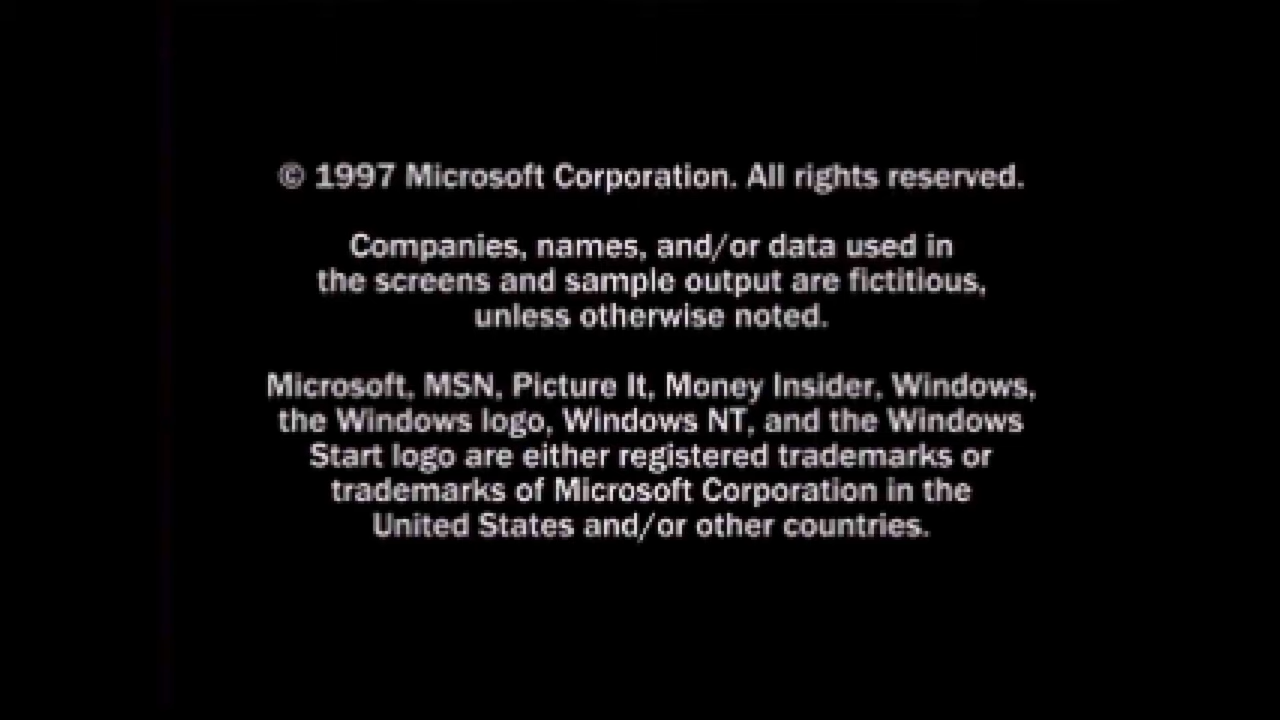 © 1997 Microsoft Corporation. All rights reserved.
Companies, names, and/or data used in
the screens and sample output are fictitious,
unless otherwise noted.
Microsoft, MSN, Picture It, Money Insider, Windows,
the Windows logo, Windows NT, and the Windows
Start logo are either registered trademarks or
trademarks of Microsoft Corporation in the
United States and/or other countries.